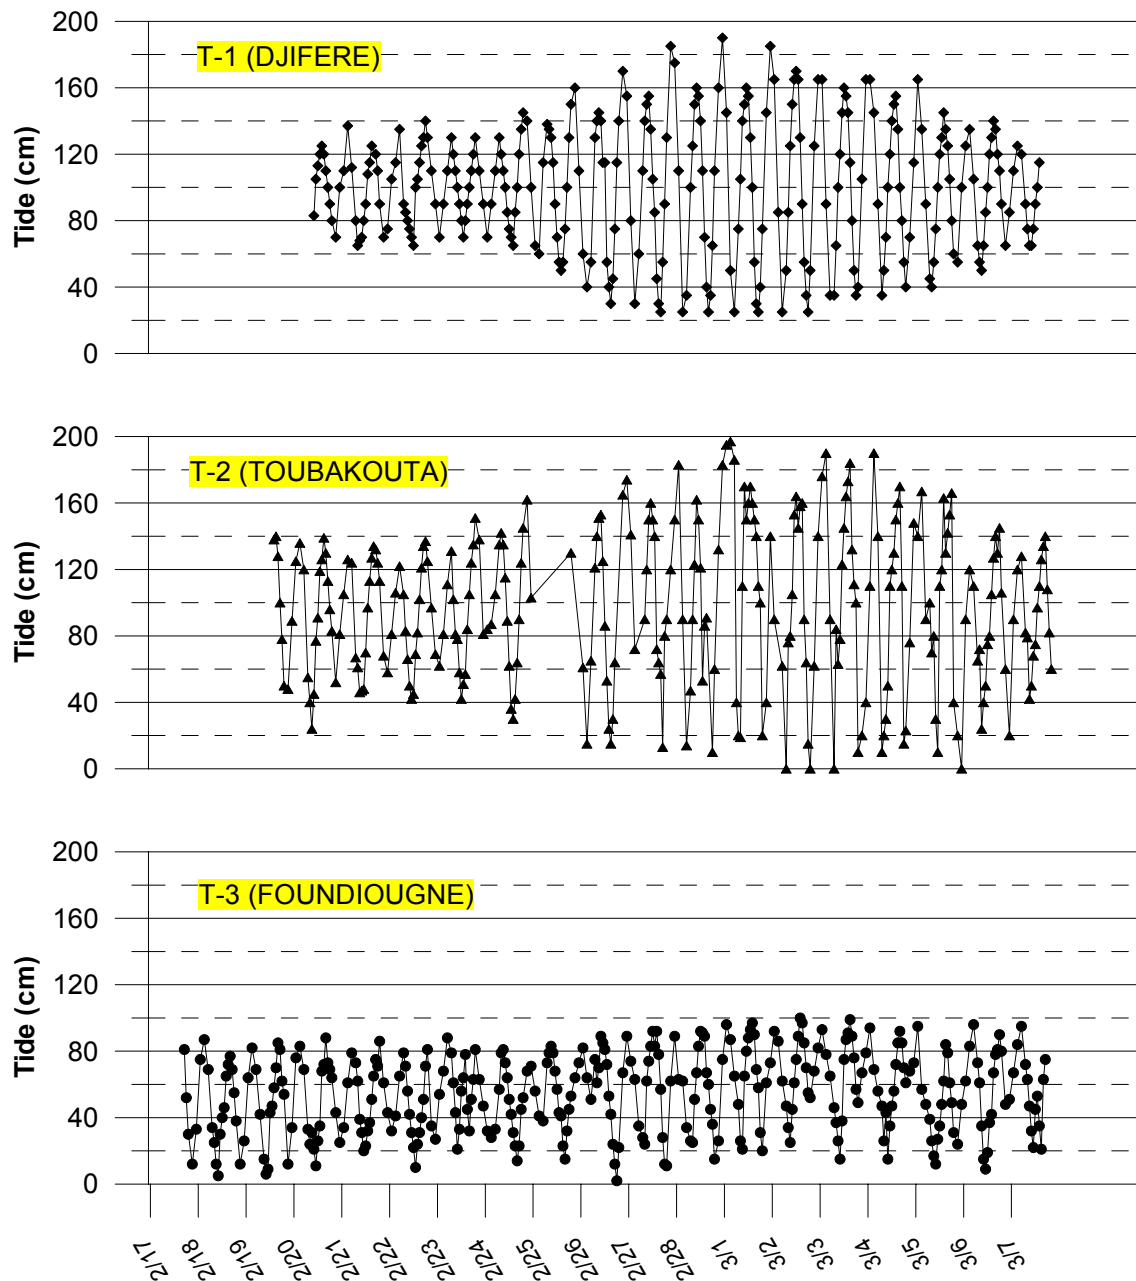 200
T-1 (DJIFERE)
160
120
80
40
0
Tide (cm)
200
T-2 (TOUBAKOUTA)
160
120
80
40
0
Tide (cm)
200
T-3 (FOUNDIOUGNE)
160
120
80
40
0
Tide (cm)
2/17 2/18 2/19 2/20 2/21 2/22 2/23 2/24 2/25 2/26 2/27 2/28 3/1 3/2 3/3 3/4 3/5 3/6 3/7